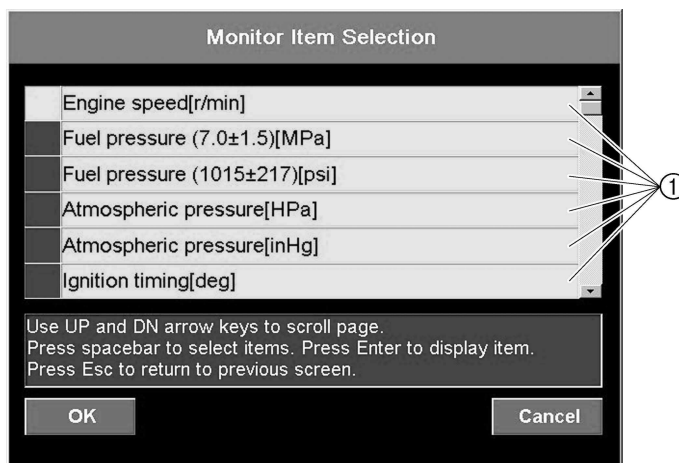 Monitor Item Selection
Engine speed[r/min]
Fuel pressure (7.0±1.5)[MPa]
Fuel pressure (1015±217)[psi]
Atmospheric pressure[HPa]
Atmospheric pressure[inHg]
Ignition timing[deg]
①
Use UP and DN arrow keys to scroll page.
Press spacebar to select items. Press Enter to display item.
Press Esc to return to previous screen.
OK
Cancel